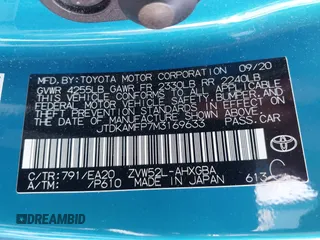 MFD. BY: TOYOTA MOTOR CORPORATION 09/20
GVWR 4255LB GAWR FR 2330LB RR 2240LB
THIS VEHICLE CONFORMS TO ALL APPLICABLE
FEDERAL MOTOR VEHICLE SAFETY, BUMPER, AND
THEFT PREVENTION STANDARDS IN EFFECT ON
THE DATE OF MANUFACTURE SHOWN ABOVE.
JTDKAMFP7M3169633 PASS.CAR
C/TR: 791/EA20 ZVW52L-AHXGBA
A/TM: /P610 MADE IN JAPAN 613
C
TOYOTA
DREAMBID